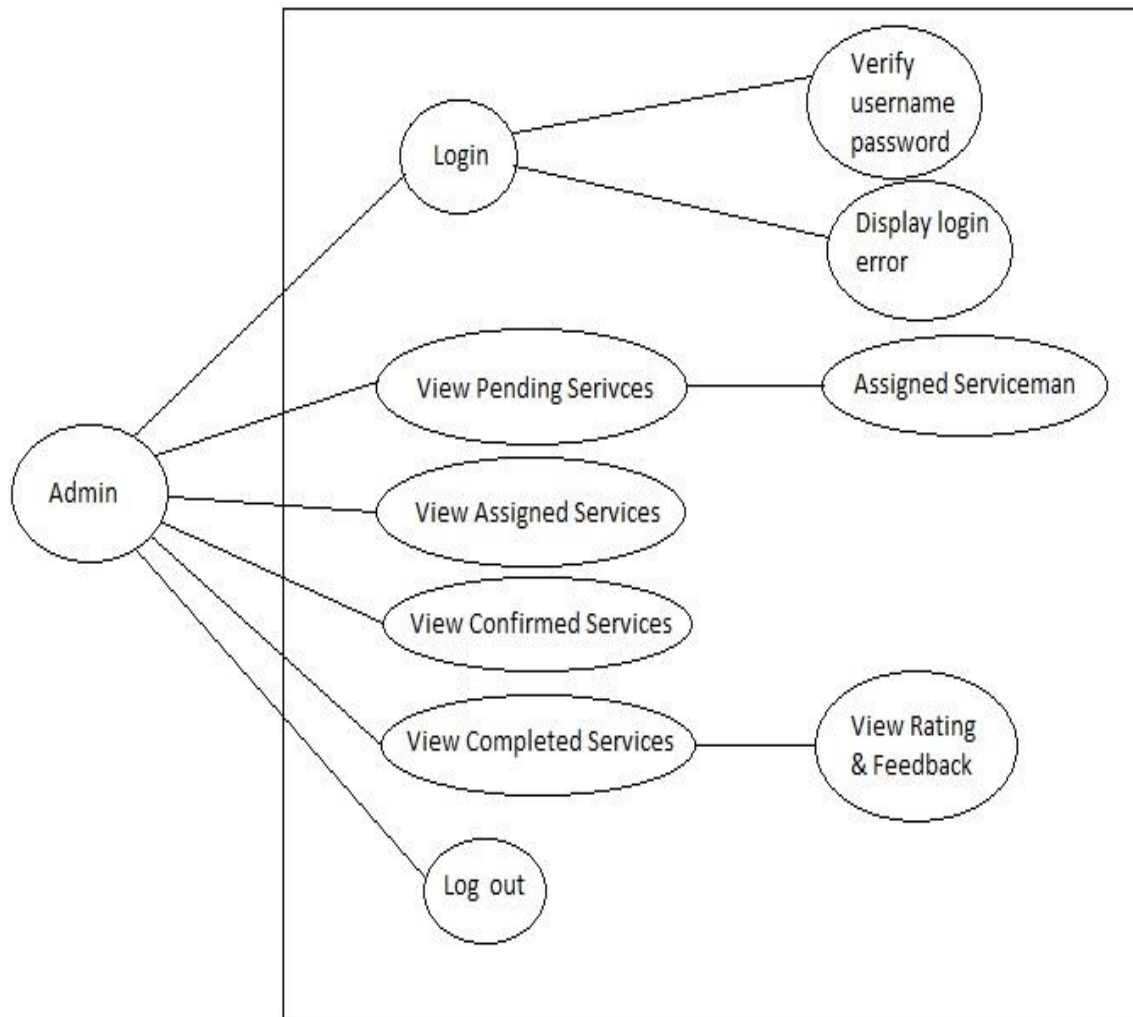 Verify
username
password
Login
Display login
error
View Pending Serivces
Assigned Serviceman
Admin
View Assigned Services
View Confirmed Services
View Completed Services
View Rating
& Feedback
Log out